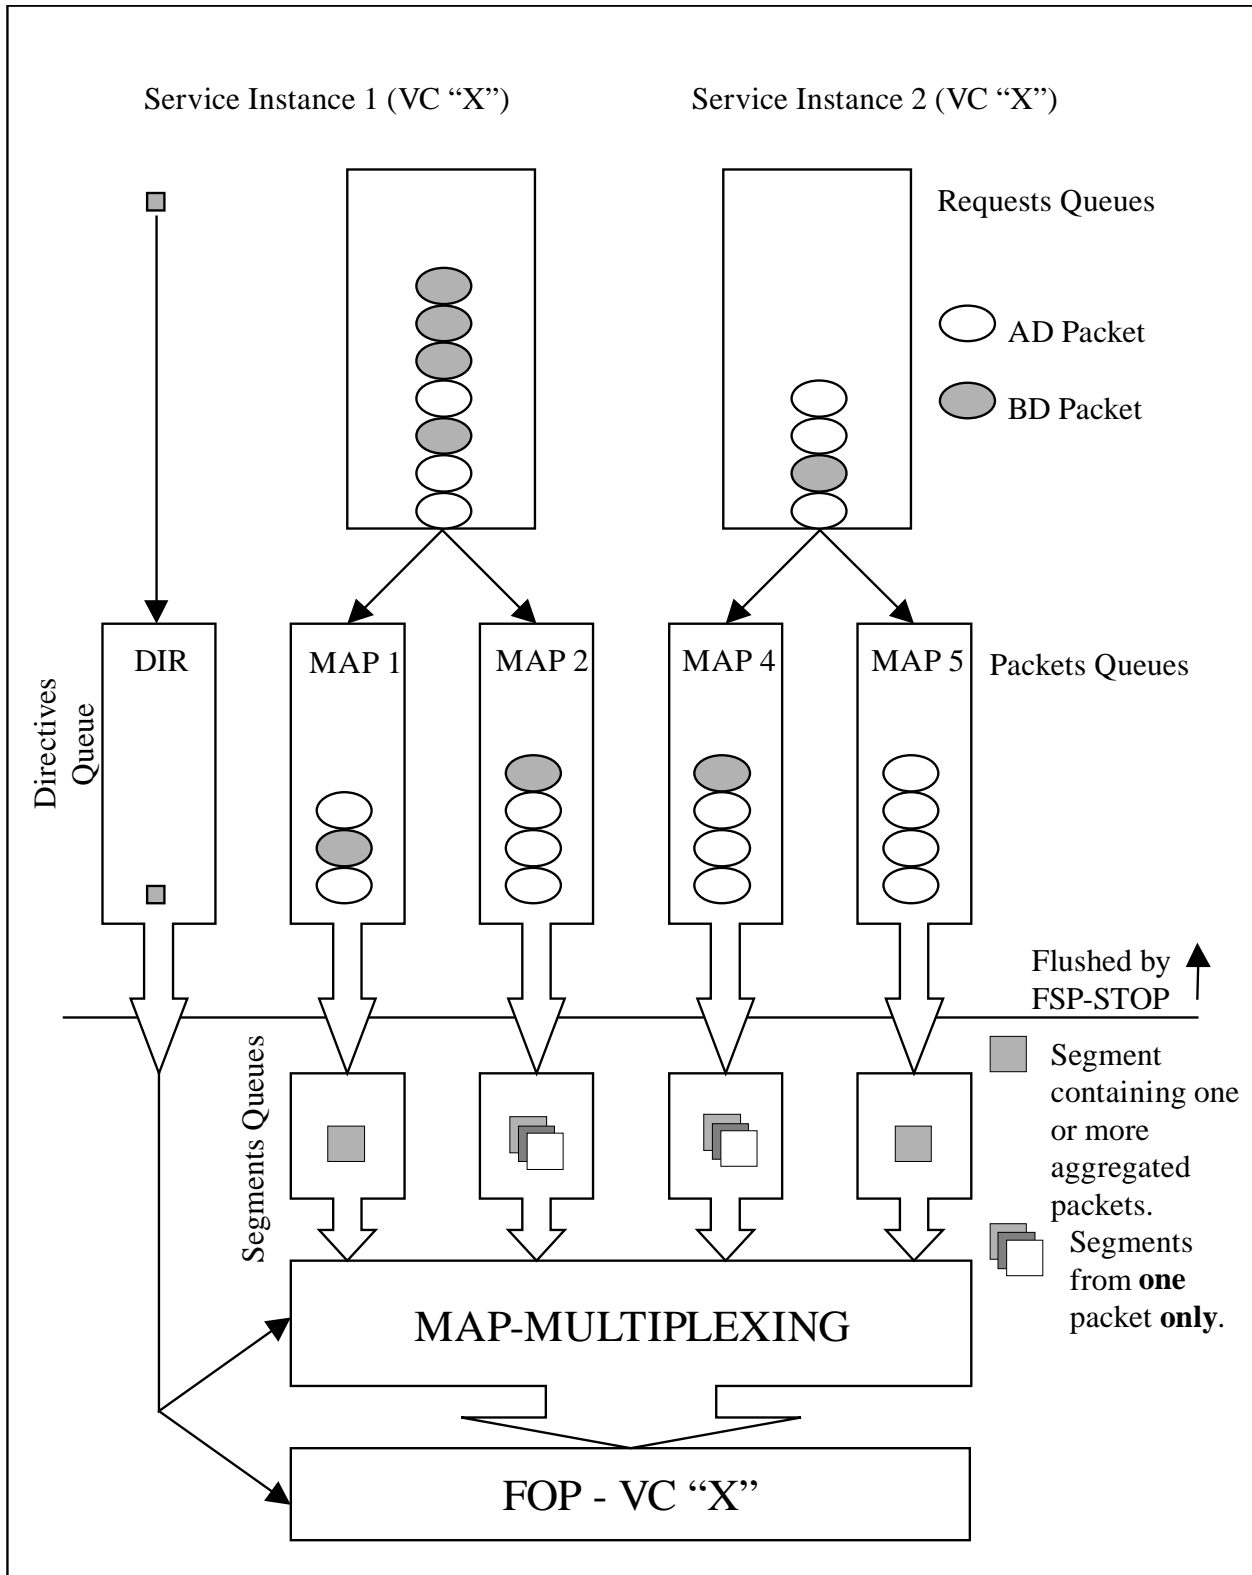 Service Instance 1 (VC “X”)
Service Instance 2 (VC “X”)
Requests Queues
AD Packet
BD Packet
DIR
MAP 1
MAP 2
MAP 4
MAP 5
Packets Queues
Directives
Queue
Flushed by
FSP-STOP
Segments Queues
Segment
containing one
or more
aggregated
packets.
Segments
from one
packet only.
MAP-MULTIPLEXING
FOP - VC “X”